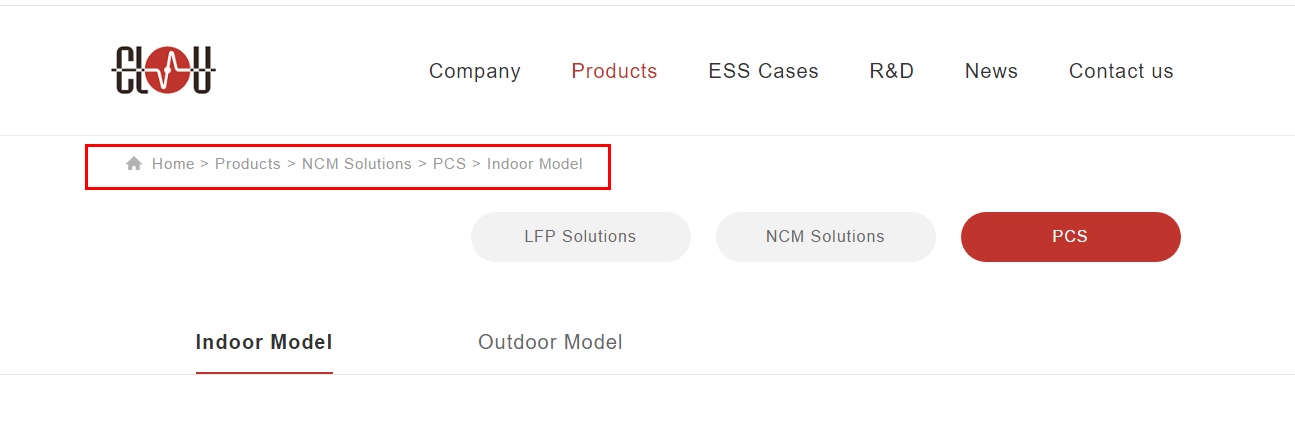 CLOU
Company Products ESS Cases R&D News Contact us
Home > Products > NCM Solutions > PCS > Indoor Model
LFP Solutions NCM Solutions PCS
Indoor Model Outdoor Model